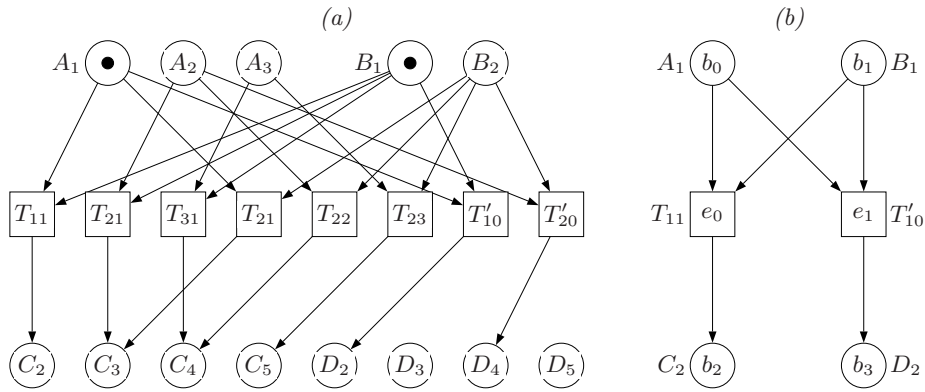 (a) (b)
A₁ A₂ A₃ B₁ B₂ A₁ b₀ b₁ B₁
T₁₁ T₂₁ T₃₁ T₂₁ T₂₂ T₂₃ T′₁₀ T′₂₀ T₁₁ e₀ e₁ T′₁₀
C₂ C₃ C₄ C₅ D₂ D₃ D₄ D₅ C₂ b₂ b₃ D₂